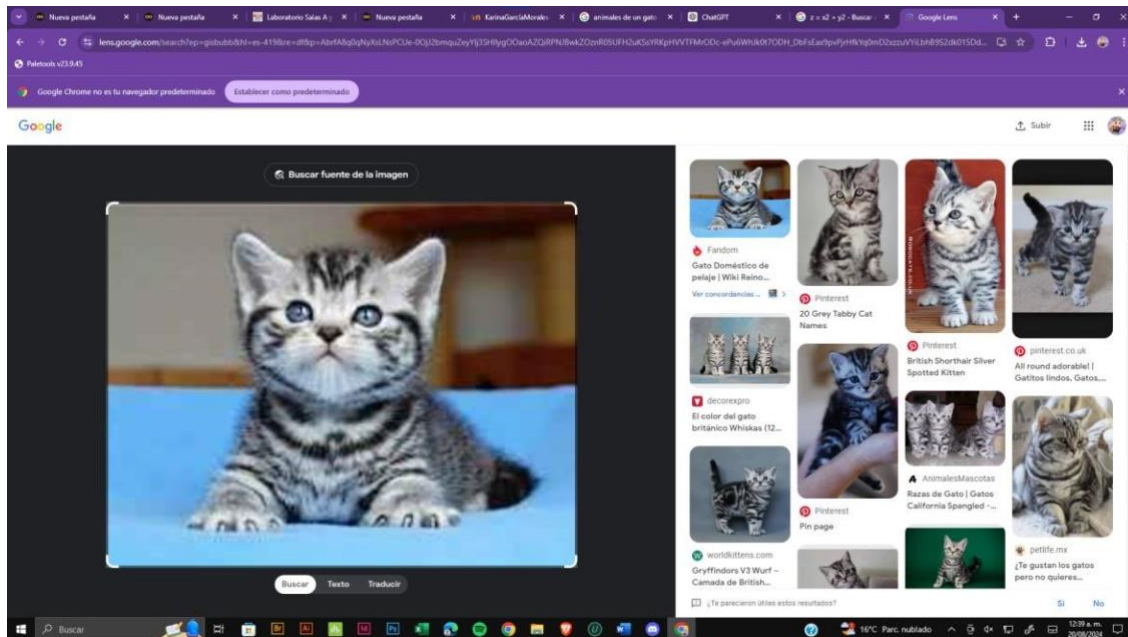 Nueva pestaña
Nueva pestaña
Laboratorio Salas A y
Nueva pestaña
KarinaGarcíaMorales
animales de un gato
ChatGPT
z = x2 + y2 - Buscar
Google Lens
Paletools v23.9.45
Google Chrome no es tu navegador predeterminado
Establecer como predeterminado
Google
Subir
Buscar fuente de la imagen
Buscar
Texto
Traducir
Fandom
Gato Doméstico de
pelaje | Wiki Reino...
Ver concordancias ...
decorexpro
El color del gato
británico Whiskas (12...
worldkittens.com
Gryffindors V3 Wurf –
Camada de British...
Pinterest
20 Grey Tabby Cat
Names
Pinterest
Pin page
Pinterest
British Shorthair Silver
Spotted Kitten
AnimalesMascotas
Razas de Gato | Gatos
California Spangled -...
pinterest.co.uk
All round adorable! |
Gatitos lindos, Gatos,...
petlife.mx
¿Te gustan los gatos
pero no quieres...
¿Te parecieron útiles estos resultados?
Sí
No
Buscar
16°C Parc. nublado
12:39 a. m.
20/08/2024